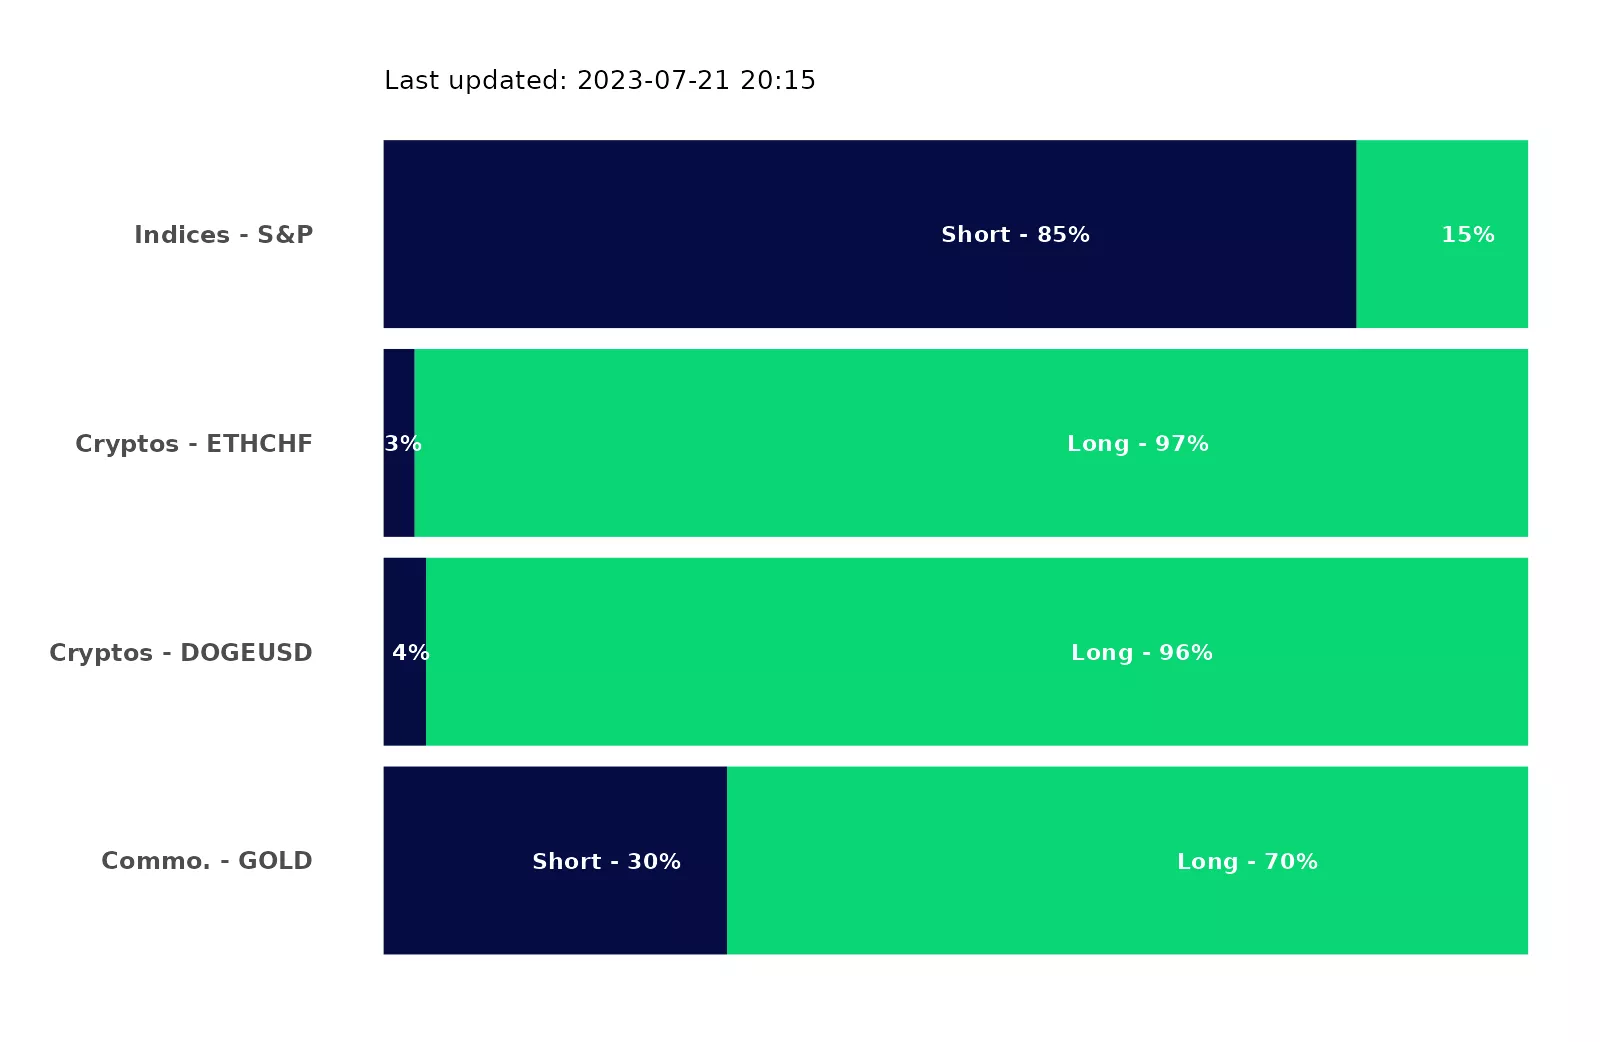 Last updated: 2023-07-21 20:15
Indices - S&P Short - 85% 15%
Cryptos - ETHCHF 3% Long - 97%
Cryptos - DOGEUSD 4% Long - 96%
Commo. - GOLD Short - 30% Long - 70%